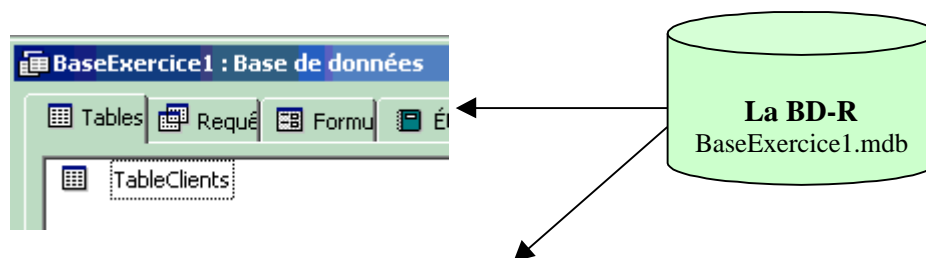 BaseExercice1 : Base de données
Tables Requê Formu
TableClients
La BD-R
BaseExercice1.mdb